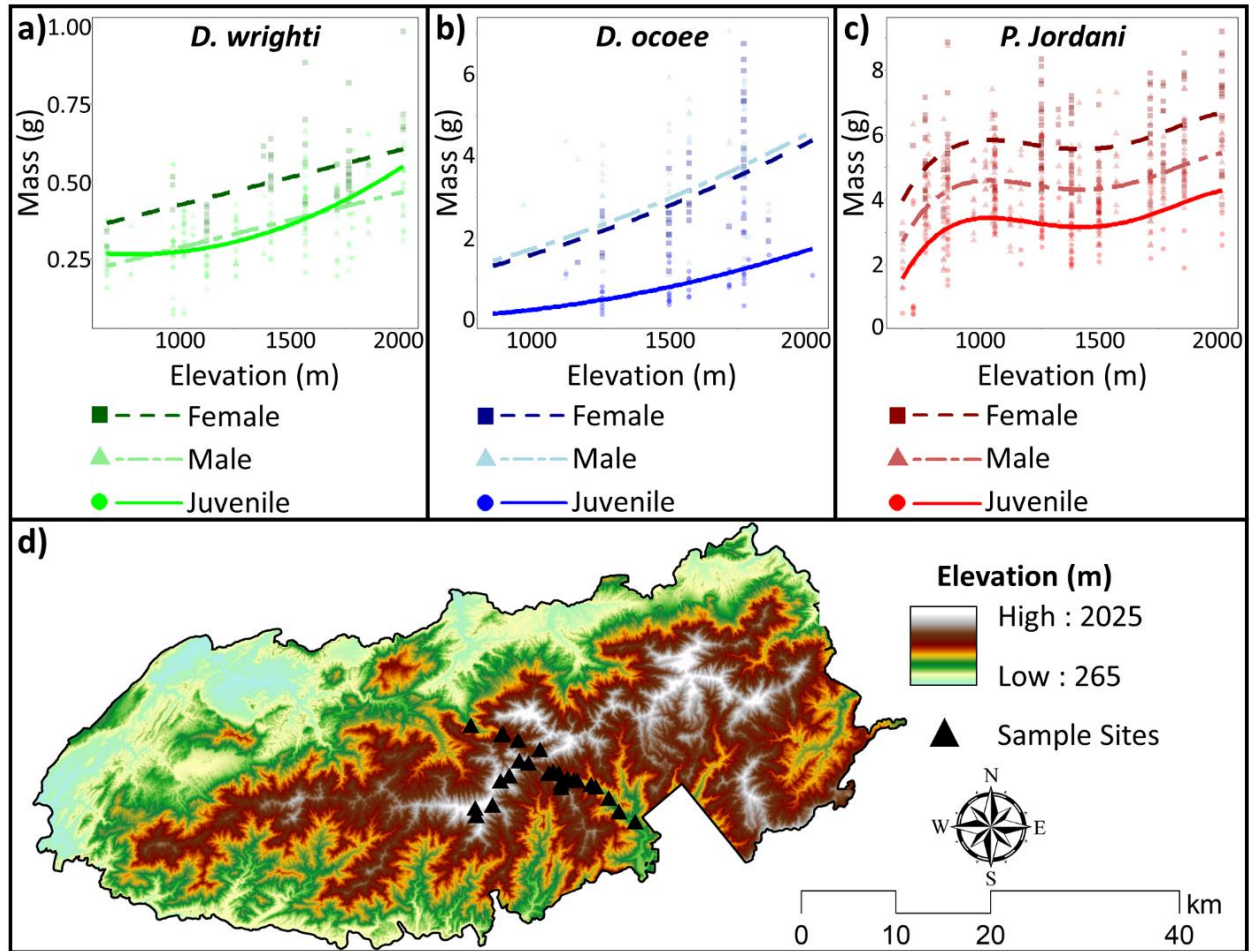 a) D. wrighti
1.00
0.75
0.50
0.25
Mass (g)
1000 1500 2000
Elevation (m)
Female
Male
Juvenile
b) D. ocoee
6
4
2
0
Mass (g)
1000 1500 2000
Elevation (m)
Female
Male
Juvenile
c) P. Jordani
8
6
4
2
0
Mass (g)
1000 1500 2000
Elevation (m)
Female
Male
Juvenile
d)
Elevation (m)
High : 2025
Low : 265
Sample Sites
N
W E
S
km
0 10 20 40